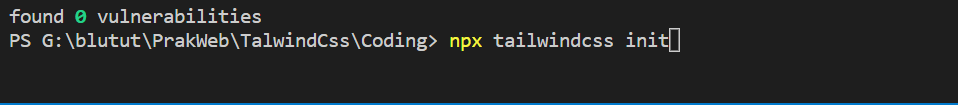 found 0 vulnerabilities
PS G:\blutut\PrakWeb\TalwindCss\Coding> npx tailwindcss init